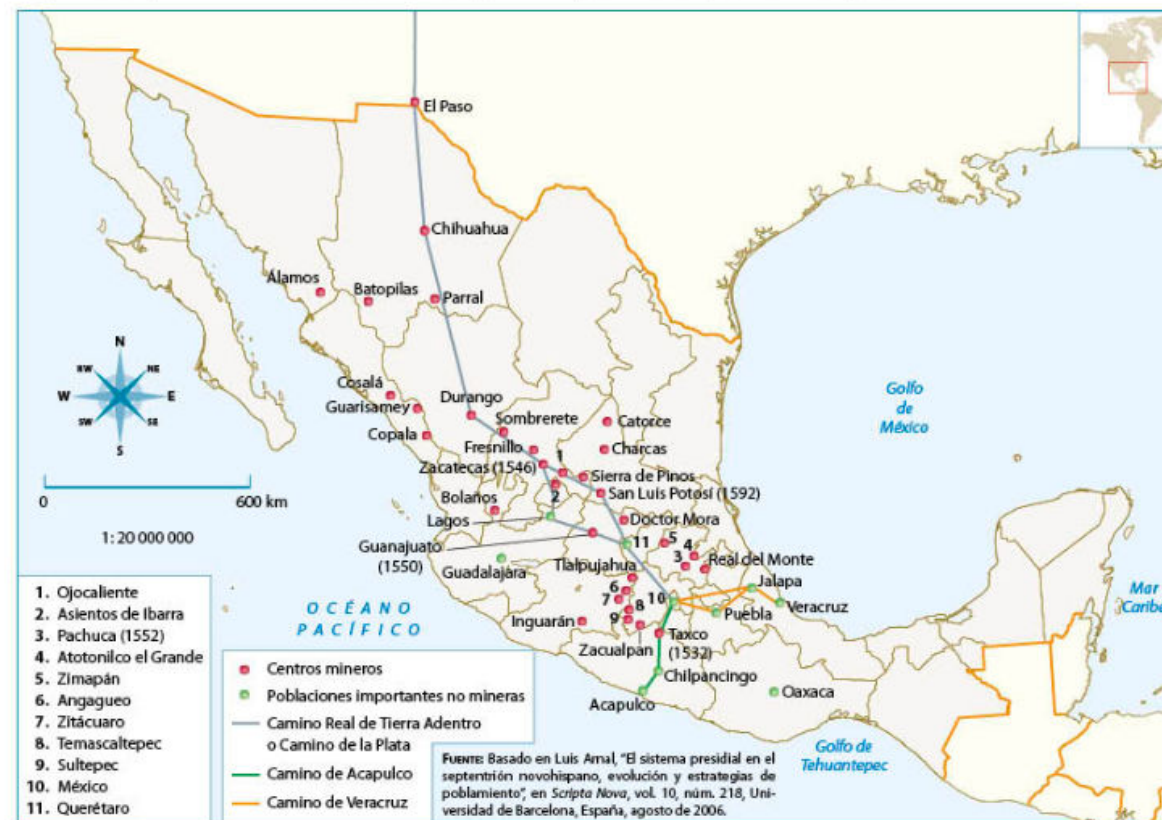 El Paso
Chihuahua
Álamos
Batopilas
Parral
N
NW
NE
W
E
SW
SE
S
Cosalá
Guarisamey
Copala
Durango
Sombrerete
Fresnillo
Zacatecas (1546)
1
Catorce
Charcas
Sierra de Pinos
San Luis Potosí (1592)
2
Bolaños
Lagos
Guanajuato
(1550)
Doctor Mora
11
5
4
3
Real del Monte
Guadalajara
Tlalpujahua
6
7
8
9
10
Jalapa
Veracruz
Puebla
Inguarán
Zacualpan
Taxco
(1532)
Chilpancingo
Acapulco
Oaxaca
Golfo
de
México
Mar
Caribe
OCÉANO
PACÍFICO
Golfo de
Tehuantepec
0
600 km
1: 20 000 000
1. Ojocaliente
2. Asientos de Ibarra
3. Pachuca (1552)
4. Atotonilco el Grande
5. Zimapán
6. Angagueo
7. Zitácuaro
8. Temascaltepec
9. Sultepec
10. México
11. Querétaro
Centros mineros
Poblaciones importantes no mineras
Camino Real de Tierra Adentro
o Camino de la Plata
Camino de Acapulco
Camino de Veracruz
FUENTE: Basado en Luis Arnal, "El sistema presidial en el
septentrión novohispano, evolución y estrategias de
poblamiento", en Scripta Nova, vol. 10, núm. 218, Uni-
versidad de Barcelona, España, agosto de 2006.